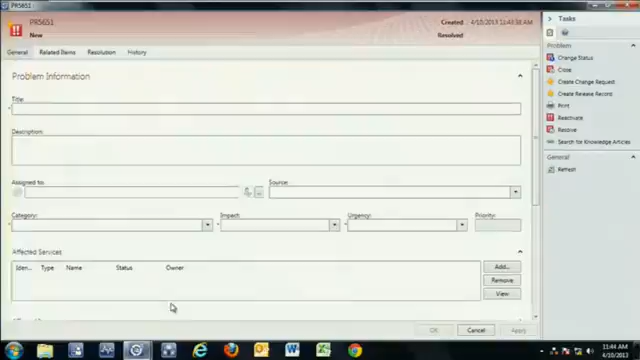 PR5651
PR5651
New
Created 4/10/2013 11:43:58 AM
Resolved
General Related Items Resolution History
Problem Information
Title:
Description:
Assigned to: Source:
Category: Impact: Urgency: Priority:
Affected Services
Iden... Type Name Status Owner
Add...
Remove
View
OK Cancel Apply
Tasks
Problem
Change Status
Close
Create Change Request
Create Release Record
Print
Reactivate
Resolve
Search for Knowledge Articles
General
Refresh
11:44 AM
4/10/2013